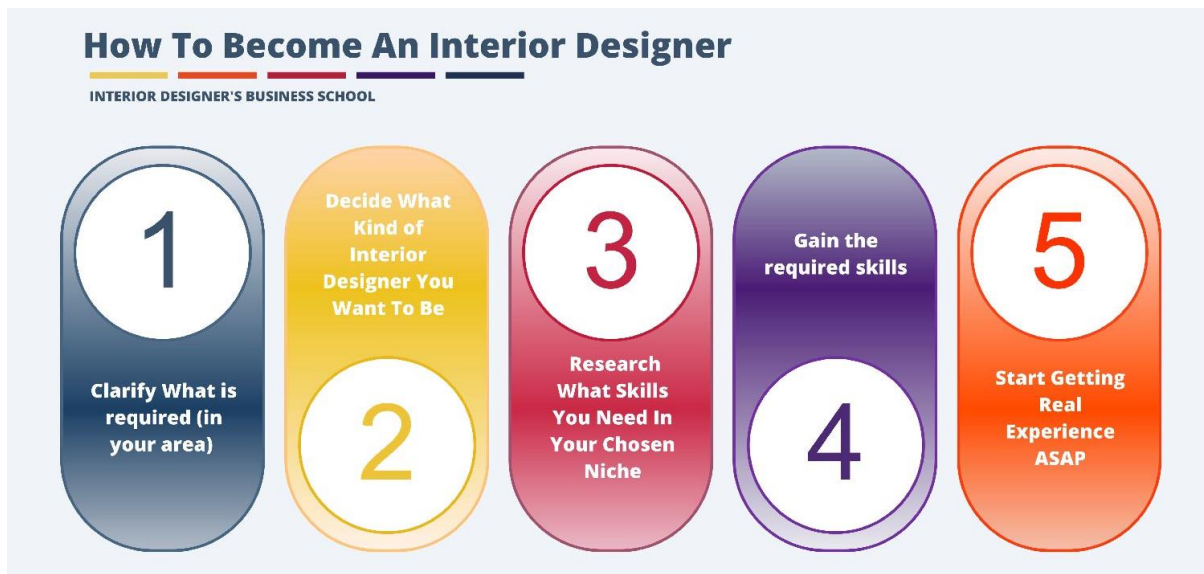 How To Become An Interior Designer
INTERIOR DESIGNER'S BUSINESS SCHOOL
1
Clarify What is
required (in
your area)
Decide What
Kind of
Interior
Designer You
Want To Be
2
3
Research
What Skills
You Need In
Your Chosen
Niche
Gain the
required skills
4
5
Start Getting
Real
Experience
ASAP